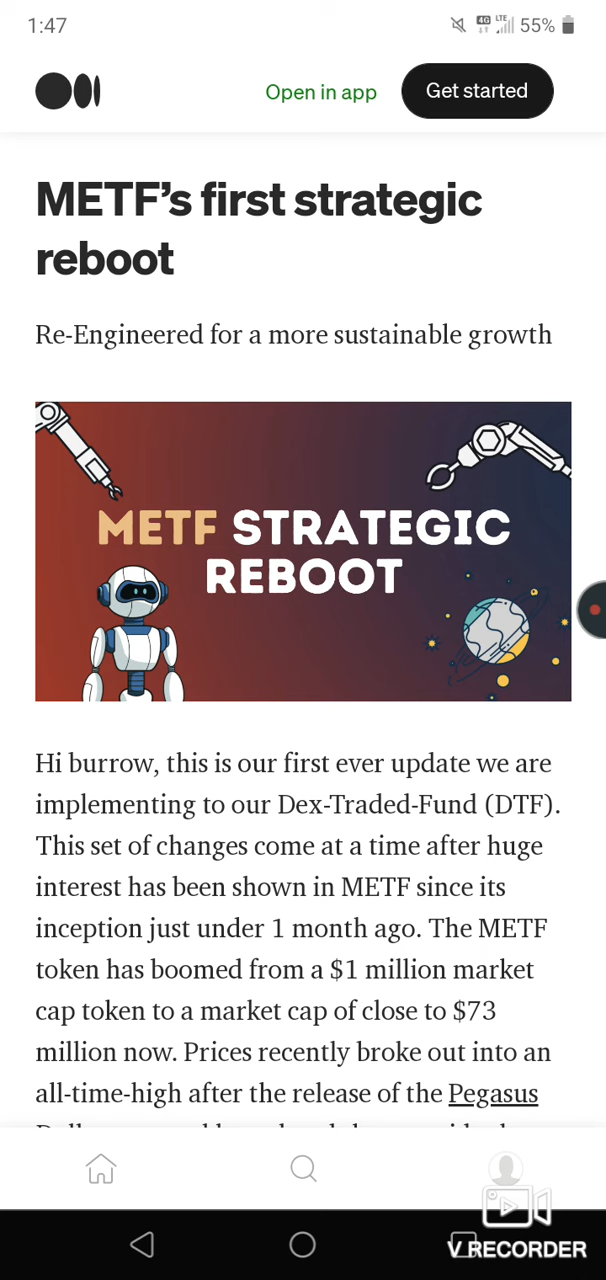 1:47 4G LTE 55%
Open in app Get started
METF's first strategic
reboot
Re-Engineered for a more sustainable growth
METF STRATEGIC
REBOOT
Hi burrow, this is our first ever update we are
implementing to our Dex-Traded-Fund (DTF).
This set of changes come at a time after huge
interest has been shown in METF since its
inception just under 1 month ago. The METF
token has boomed from a $1 million market
cap token to a market cap of close to $73
million now. Prices recently broke out into an
all-time-high after the release of the Pegasus
V RECORDER